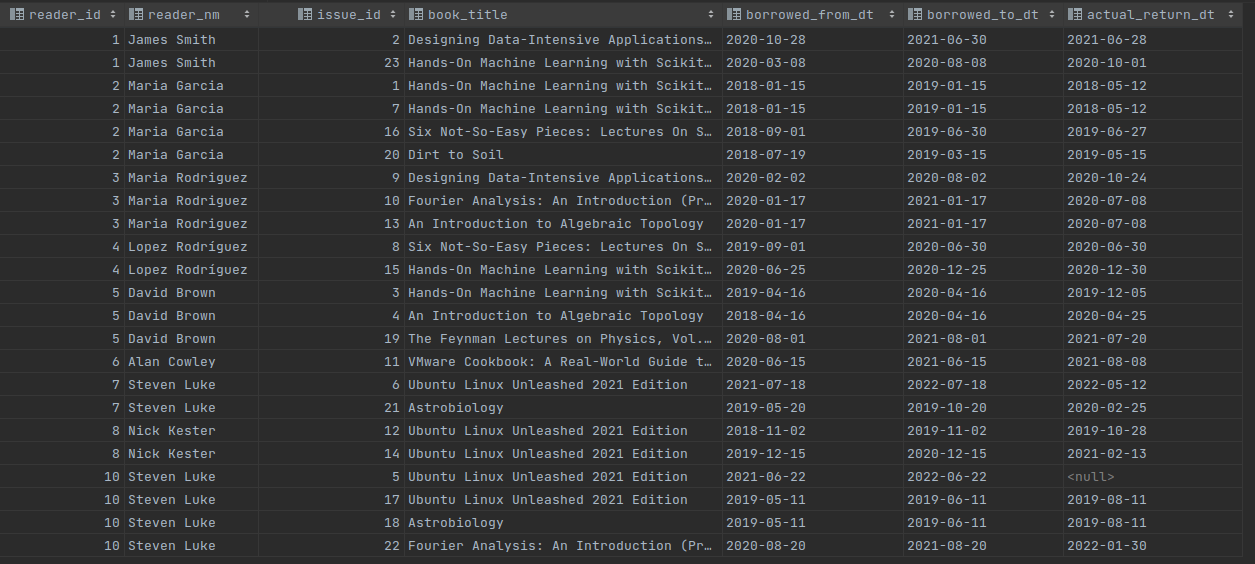 reader_id reader_nm issue_id book_title borrowed_from_dt borrowed_to_dt actual_return_dt
1 James Smith 2 Designing Data-Intensive Applications… 2020-10-28 2021-06-30 2021-06-28
1 James Smith 23 Hands-On Machine Learning with Scikit… 2020-03-08 2020-08-08 2020-10-01
2 Maria Garcia 1 Hands-On Machine Learning with Scikit… 2018-01-15 2019-01-15 2018-05-12
2 Maria Garcia 7 Hands-On Machine Learning with Scikit… 2018-01-15 2019-01-15 2018-05-12
2 Maria Garcia 16 Six Not-So-Easy Pieces: Lectures On S… 2018-09-01 2019-06-30 2019-06-27
2 Maria Garcia 20 Dirt to Soil 2018-07-19 2019-03-15 2019-05-15
3 Maria Rodriguez 9 Designing Data-Intensive Applications… 2020-02-02 2020-08-02 2020-10-24
3 Maria Rodriguez 10 Fourier Analysis: An Introduction (Pr… 2020-01-17 2021-01-17 2020-07-08
3 Maria Rodriguez 13 An Introduction to Algebraic Topology 2020-01-17 2021-01-17 2020-07-08
4 Lopez Rodríguez 8 Six Not-So-Easy Pieces: Lectures On S… 2019-09-01 2020-06-30 2020-06-30
4 Lopez Rodríguez 15 Hands-On Machine Learning with Scikit… 2020-06-25 2020-12-25 2020-12-30
5 David Brown 3 Hands-On Machine Learning with Scikit… 2019-04-16 2020-04-16 2019-12-05
5 David Brown 4 An Introduction to Algebraic Topology 2018-04-16 2020-04-16 2020-04-25
5 David Brown 19 The Feynman Lectures on Physics, Vol.… 2020-08-01 2021-08-01 2021-07-20
6 Alan Cowley 11 VMware Cookbook: A Real-World Guide t… 2020-06-15 2021-06-15 2021-08-08
7 Steven Luke 6 Ubuntu Linux Unleashed 2021 Edition 2021-07-18 2022-07-18 2022-05-12
7 Steven Luke 21 Astrobiology 2019-05-20 2019-10-20 2020-02-25
8 Nick Kester 12 Ubuntu Linux Unleashed 2021 Edition 2018-11-02 2019-11-02 2019-10-28
8 Nick Kester 14 Ubuntu Linux Unleashed 2021 Edition 2019-12-15 2020-12-15 2021-02-13
10 Steven Luke 5 Ubuntu Linux Unleashed 2021 Edition 2021-06-22 2022-06-22 <null>
10 Steven Luke 17 Ubuntu Linux Unleashed 2021 Edition 2019-05-11 2019-06-11 2019-08-11
10 Steven Luke 18 Astrobiology 2019-05-11 2019-06-11 2019-08-11
10 Steven Luke 22 Fourier Analysis: An Introduction (Pr… 2020-08-20 2021-08-20 2022-01-30